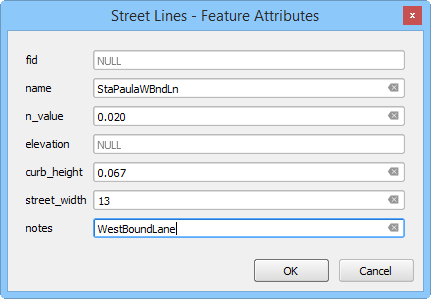 Street Lines - Feature Attributes x
fid NULL
name StaPaulaWBndLn
n_value 0.020
elevation NULL
curb_height 0.067
street_width 13
notes WestBoundLane
OK Cancel